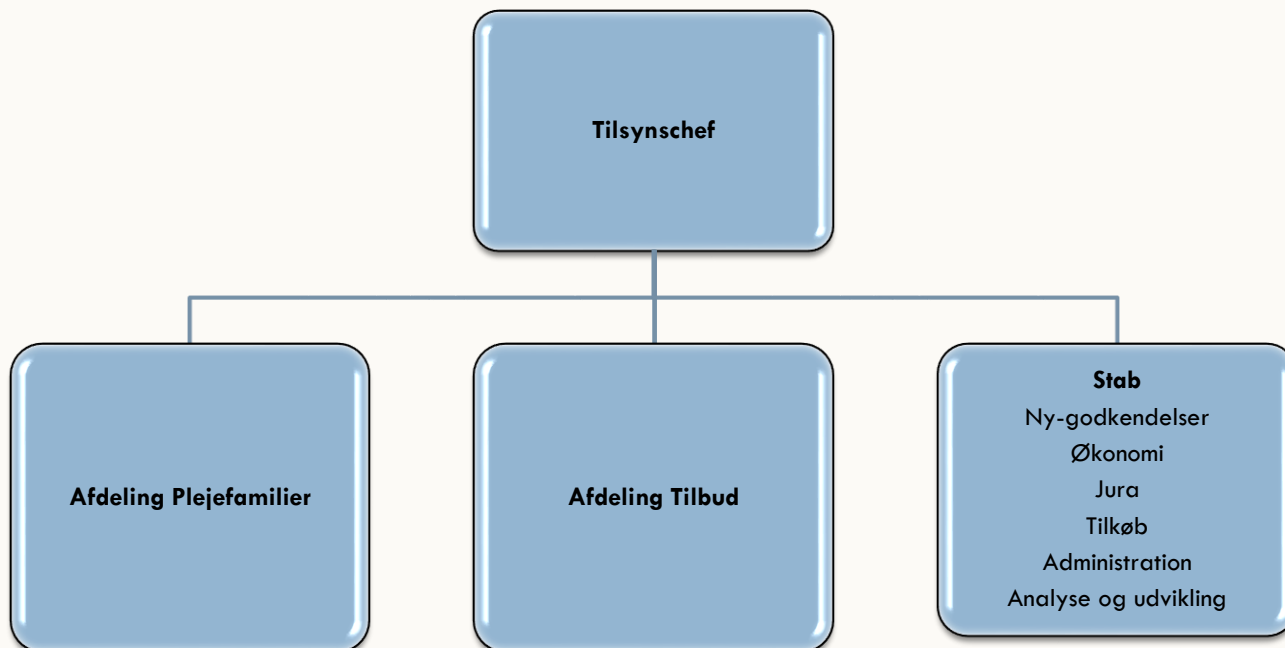 Tilsynschef
Afdeling Plejefamilier
Afdeling Tilbud
Stab
Ny-godkendelser
Økonomi
Jura
Tilkøb
Administration
Analyse og udvikling